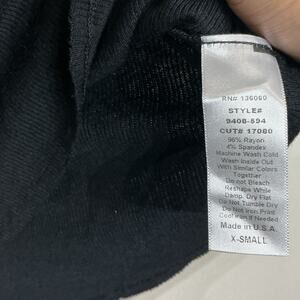 RN# 136060
STYLE#
9408-594
CUT# 17080
96% Rayon
4% Spandex
Machine Wash Cold
Wash Inside Out
With Similar Colors
Together
Do not Bleach
Reshape While
Damp. Dry Flat
Do Not Tumble Dry
Do Not Iron Print
Cool Iron if Needed
Made in U.S.A
X-SMALL